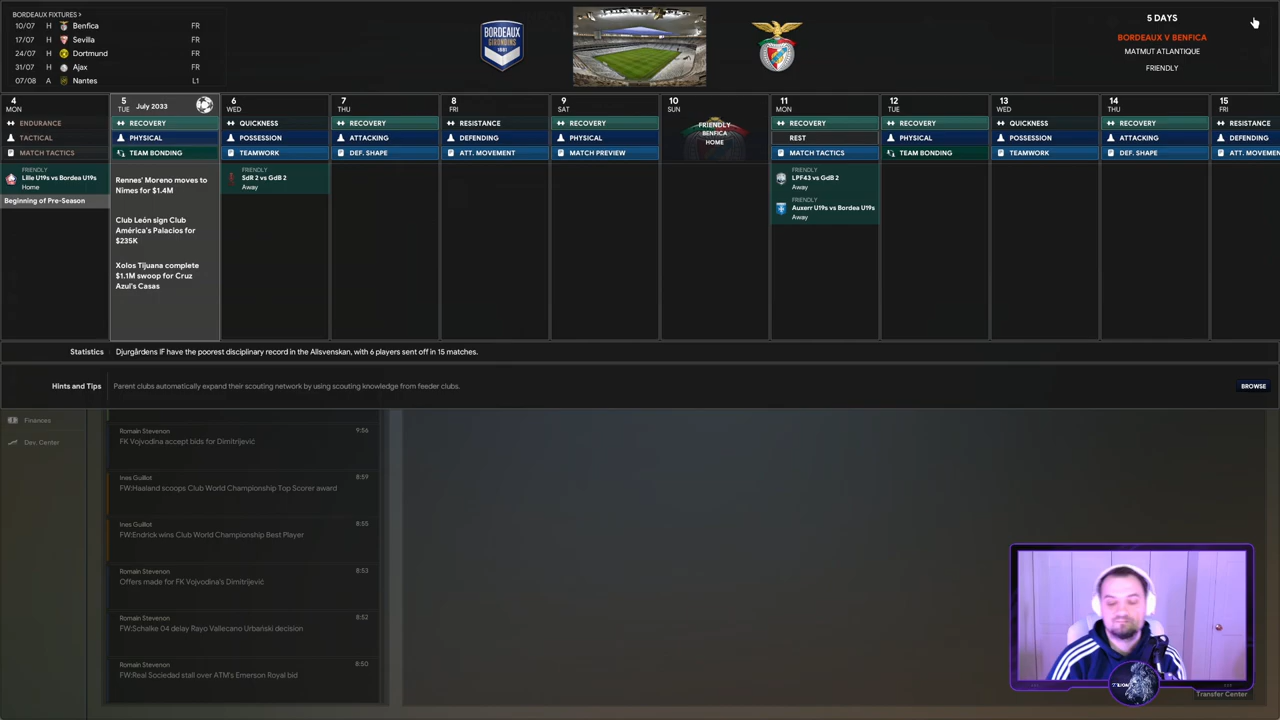 BORDEAUX FIXTURES >
10/07 H Benfica FR
17/07 H Sevilla FR
24/07 H Dortmund FR
31/07 H Ajax FR
07/08 A Nantes L1
BORDEAUX
GIRONDINS
5 DAYS
BORDEAUX V BENFICA
MATMUT ATLANTIQUE
FRIENDLY
4
MON
ENDURANCE
TACTICAL
MATCH TACTICS
FRIENDLY
Lille U19s vs Bordea U19s
Home
Beginning of Pre-Season
5
TUE July 2033
RECOVERY
PHYSICAL
TEAM BONDING
Rennes' Moreno moves to
Nîmes for $1.4M
Club León sign Club
América's Palacios for
$235K
Xolos Tijuana complete
$1.1M swoop for Cruz
Azul's Casas
6
WED
QUICKNESS
POSSESSION
TEAMWORK
FRIENDLY
SdR 2 vs GdB 2
Away
7
THU
RECOVERY
ATTACKING
DEF. SHAPE
8
FRI
RESISTANCE
DEFENDING
ATT. MOVEMENT
9
SAT
RECOVERY
PHYSICAL
MATCH PREVIEW
10
SUN
FRIENDLY
BENFICA
HOME
11
MON
RECOVERY
REST
MATCH TACTICS
FRIENDLY
LPF43 vs GdB 2
Away
FRIENDLY
Auxerr U19s vs Bordea U19s
Away
12
TUE
RECOVERY
PHYSICAL
TEAM BONDING
13
WED
QUICKNESS
POSSESSION
TEAMWORK
14
THU
RECOVERY
ATTACKING
DEF. SHAPE
15
FRI
RESISTANCE
DEFENDING
ATT. MOVEMEN
Statistics Djurgårdens IF have the poorest disciplinary record in the Allsvenskan, with 6 players sent off in 15 matches.
Hints and Tips Parent clubs automatically expand their scouting network by using scouting knowledge from feeder clubs.
BROWSE
Finances
Dev. Center
Romain Stevenon 9:56
FK Vojvodina accept bids for Dimitrijević
Ines Guillot 8:59
FW:Haaland scoops Club World Championship Top Scorer award
Ines Guillot 8:55
FW:Endrick wins Club World Championship Best Player
Romain Stevenon 8:53
Offers made for FK Vojvodina's Dimitrijević
Romain Stevenon 8:52
FW:Schalke 04 delay Rayo Vallecano Urbański decision
Romain Stevenon 8:50
FW:Real Sociedad stall over ATM's Emerson Royal bid
Transfer Center